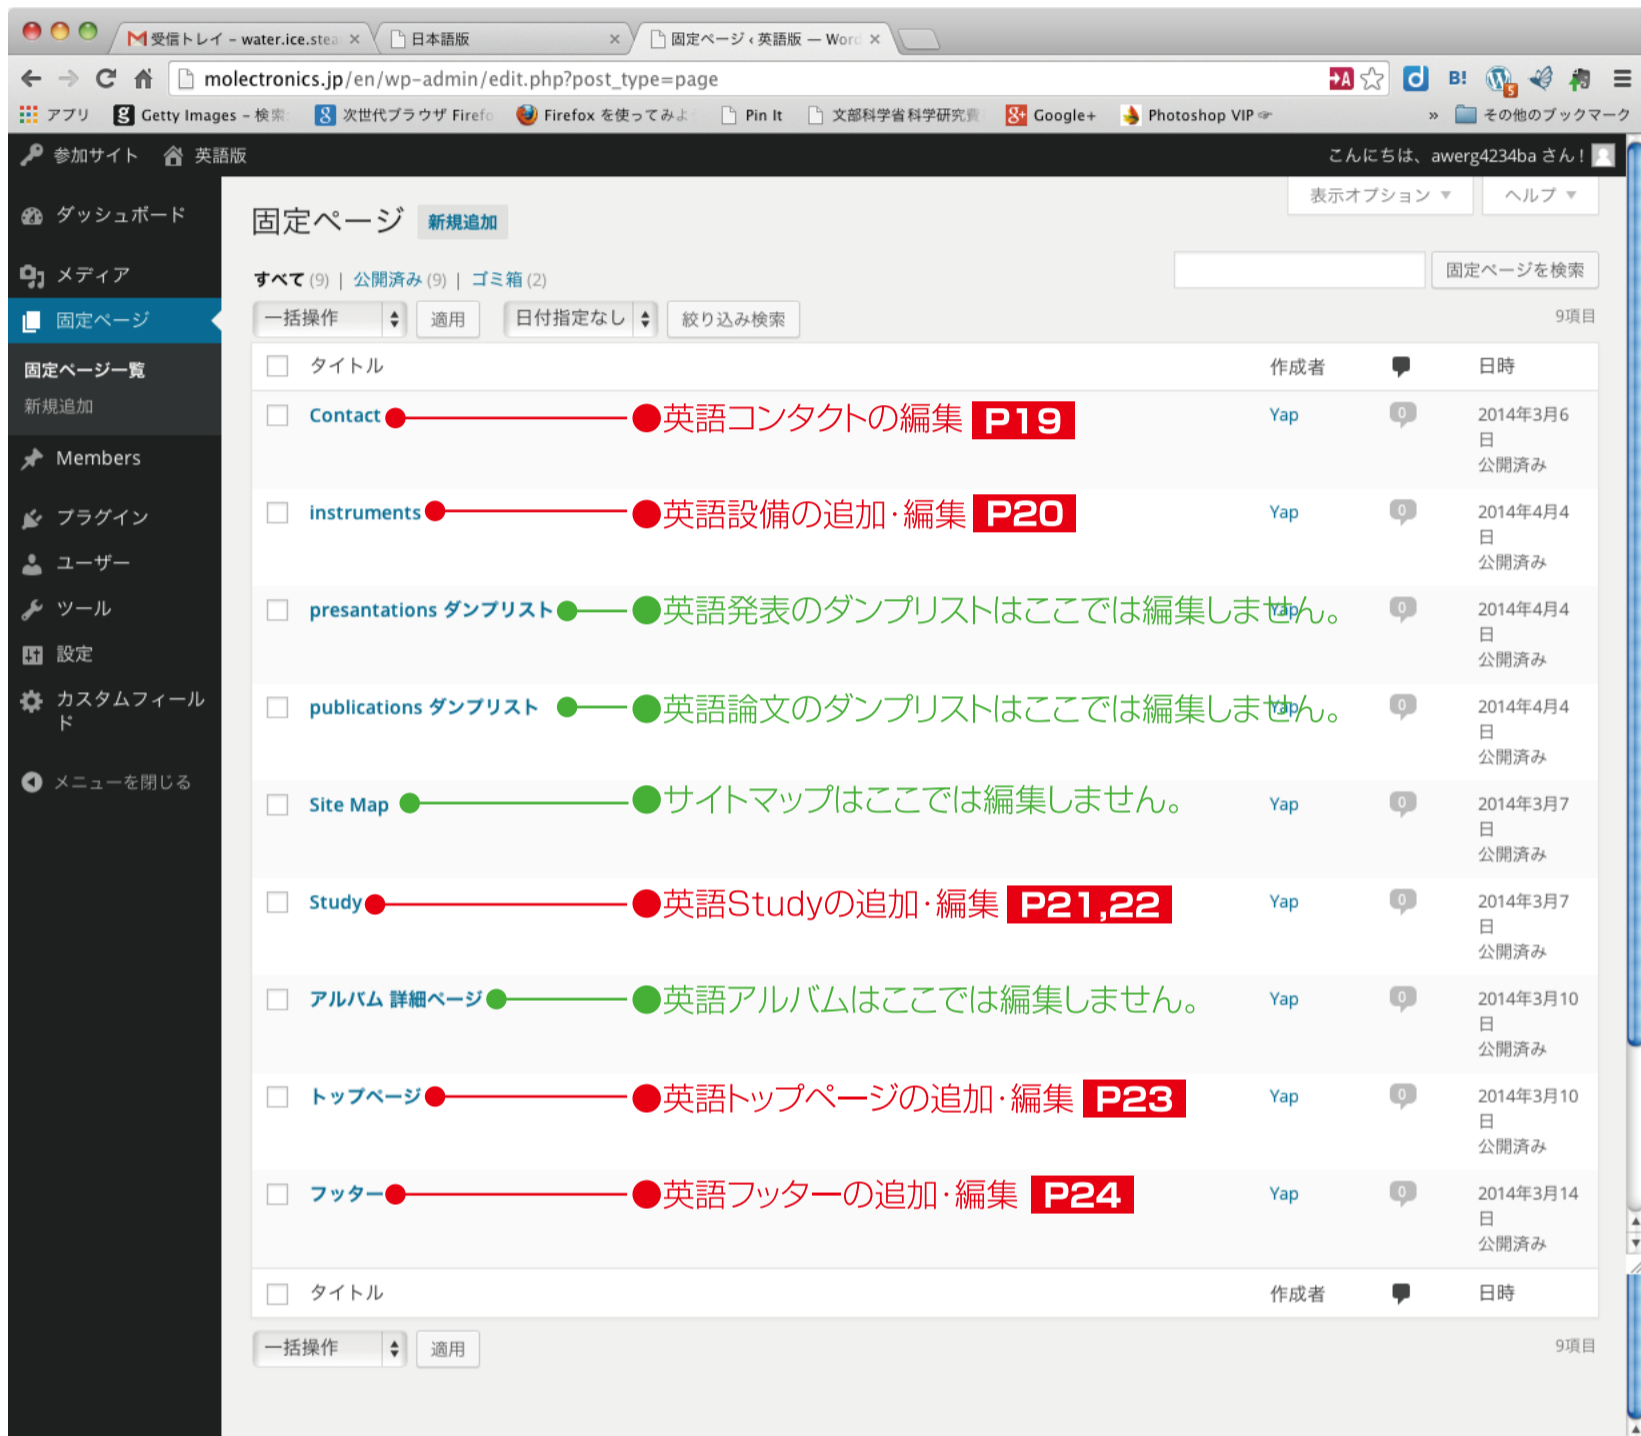 受信トレイ – water.ice.stea
日本語版
固定ページ ‹ 英語版 — Word
molectronics.jp/en/wp-admin/edit.php?post_type=page
アプリ
Getty Images – 検索
次世代ブラウザ Firefo
Firefox を使ってみよ
Pin It
文部科学省科学研究費
Google+
Photoshop VIP ☞
»
その他のブックマーク
参加サイト
英語版
こんにちは、awerg4234ba さん !
ダッシュボード
メディア
固定ページ
固定ページ一覧
新規追加
Members
プラグイン
ユーザー
ツール
設定
カスタムフィール
ド
メニューを閉じる
表示オプション ▼
ヘルプ ▼
固定ページ 新規追加
すべて (9) | 公開済み (9) | ゴミ箱 (2)
固定ページを検索
一括操作 適用 日付指定なし 絞り込み検索 9項目
タイトル 作成者 日時
Contact ●英語コンタクトの編集 P19 Yap 0 2014年3月6
日
公開済み
instruments ●英語設備の追加・編集 P20 Yap 0 2014年4月4
日
公開済み
presantations ダンプリスト ●英語発表のダンプリストはここでは編集しません。 Yap 0 2014年4月4
日
公開済み
publications ダンプリスト ●英語論文のダンプリストはここでは編集しません。 Yap 0 2014年4月4
日
公開済み
Site Map ●サイトマップはここでは編集しません。 Yap 0 2014年3月7
日
公開済み
Study ●英語Studyの追加・編集 P21,22 Yap 0 2014年3月7
日
公開済み
アルバム 詳細ページ ●英語アルバムはここでは編集しません。 Yap 0 2014年3月10
日
公開済み
トップページ ●英語トップページの追加・編集 P23 Yap 0 2014年3月10
日
公開済み
フッター ●英語フッターの追加・編集 P24 Yap 0 2014年3月14
日
公開済み
タイトル 作成者 日時
一括操作 適用 9項目